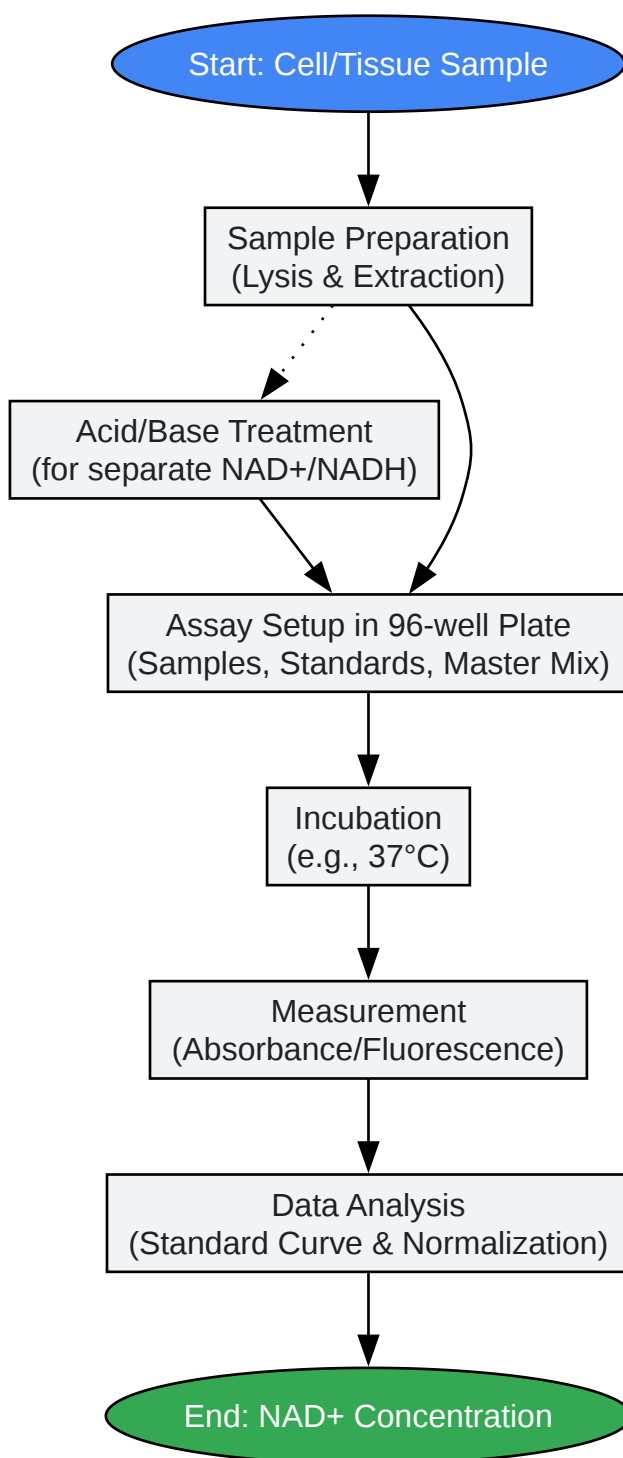 Start: Cell/Tissue Sample
Sample Preparation
(Lysis & Extraction)
Acid/Base Treatment
(for separate NAD+/NADH)
Assay Setup in 96-well Plate
(Samples, Standards, Master Mix)
Incubation
(e.g., 37°C)
Measurement
(Absorbance/Fluorescence)
Data Analysis
(Standard Curve & Normalization)
End: NAD+ Concentration